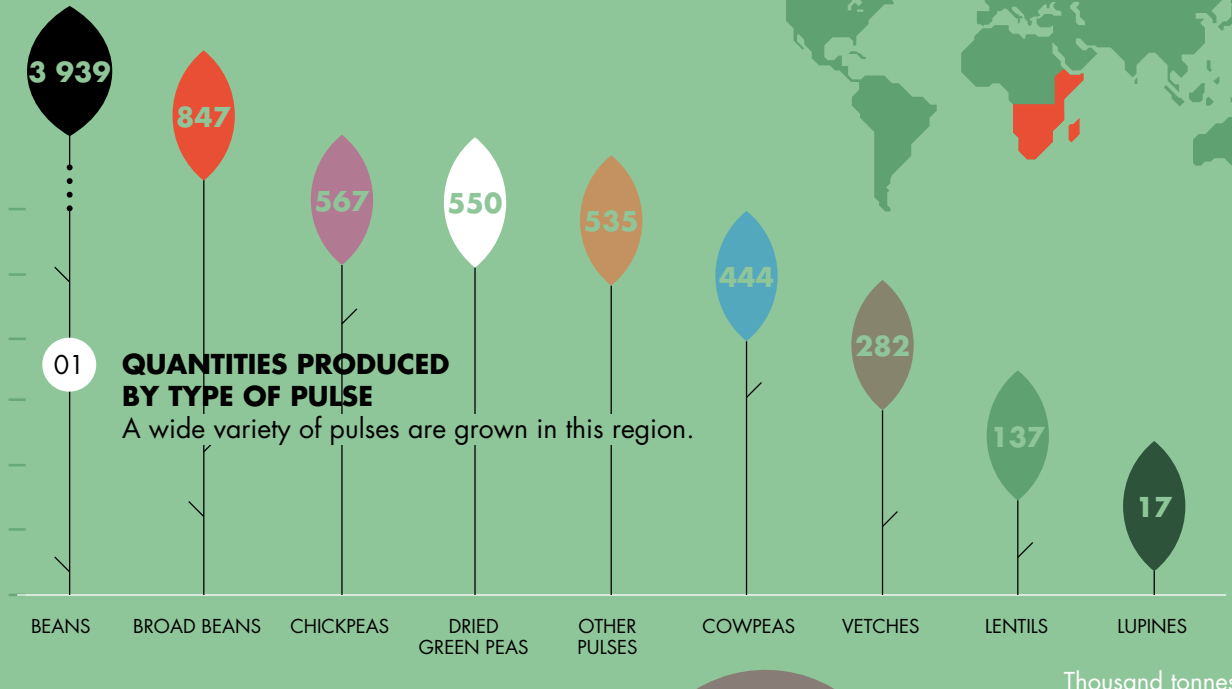 3 939
847
567
550
535
444
282
137
17
01
QUANTITIES PRODUCED
BY TYPE OF PULSE
A wide variety of pulses are grown in this region.
BEANS
BROAD BEANS
CHICKPEAS
DRIED
GREEN PEAS
OTHER
PULSES
COWPEAS
VETCHES
LENTILS
LUPINES
Thousand tonnes